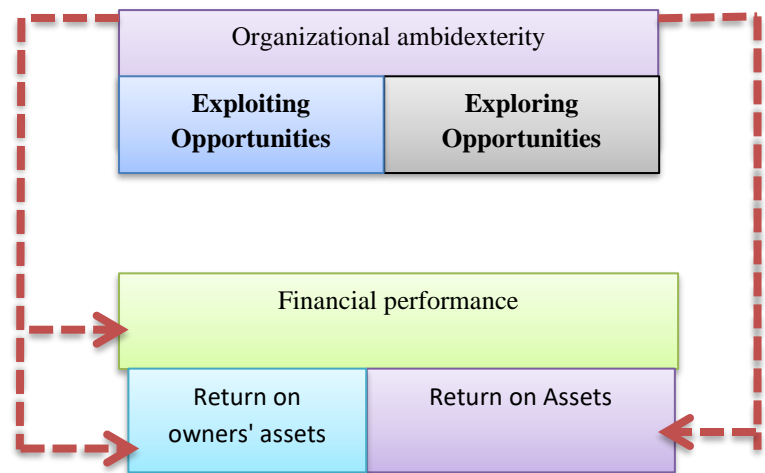 Organizational ambidexterity
Exploiting
Opportunities
Exploring
Opportunities
Financial performance
Return on
owners' assets
Return on Assets